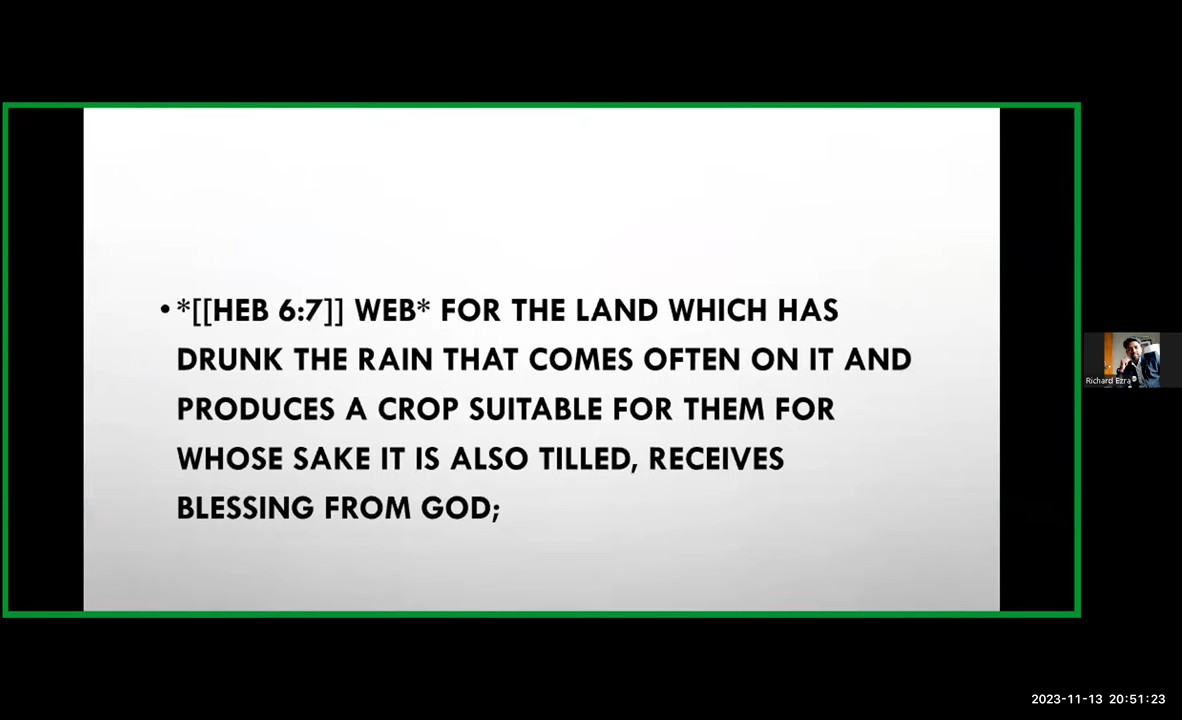 • *[[HEB 6:7]] WEB* FOR THE LAND WHICH HAS
DRUNK THE RAIN THAT COMES OFTEN ON IT AND
PRODUCES A CROP SUITABLE FOR THEM FOR
WHOSE SAKE IT IS ALSO TILLED, RECEIVES
BLESSING FROM GOD;
Richard Ezra
2023-11-13 20:51:23